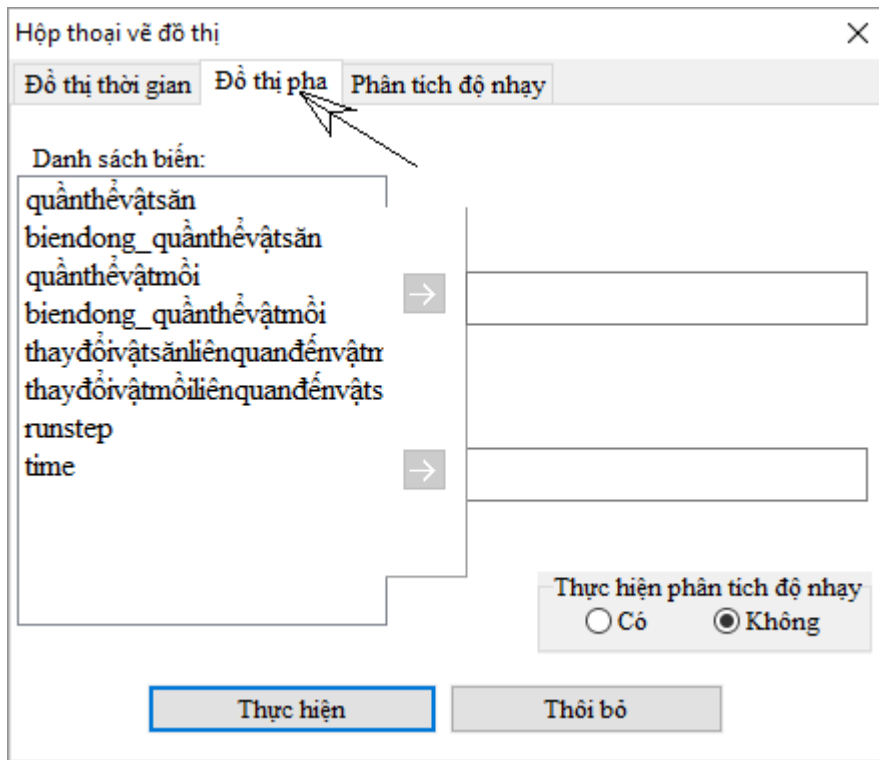 Hộp thoại vẽ đồ thị
Đồ thị thời gian Đồ thị pha Phân tích độ nhạy
Danh sách biến:
quầnthểvậtsăn
biendong_quầnthểvậtsăn
quầnthểvậtmồi
biendong_quầnthểvậtmồi
thayđổivậtsănliênquanđếnvậtm
thayđổivậtmồiliênquanđếnvậts
runstep
time
Thực hiện phân tích độ nhạy
Có Không
Thực hiện Thôi bỏ